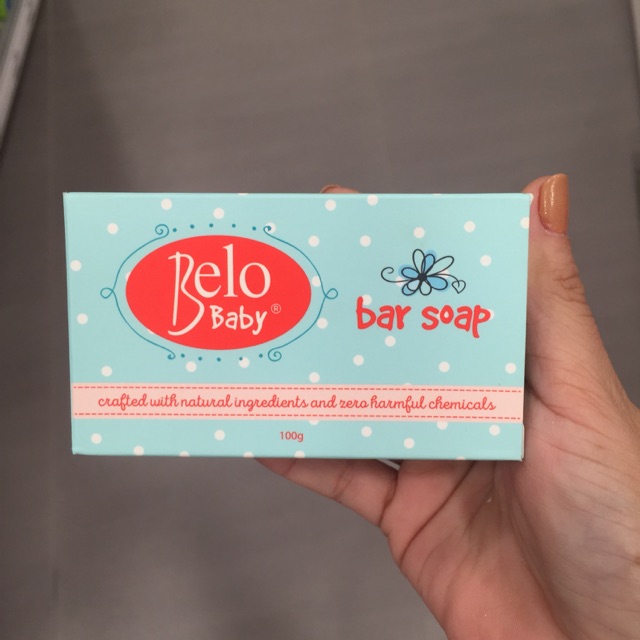 Belo
Baby®
bar soap
crafted with natural ingredients and zero harmful chemicals
100g